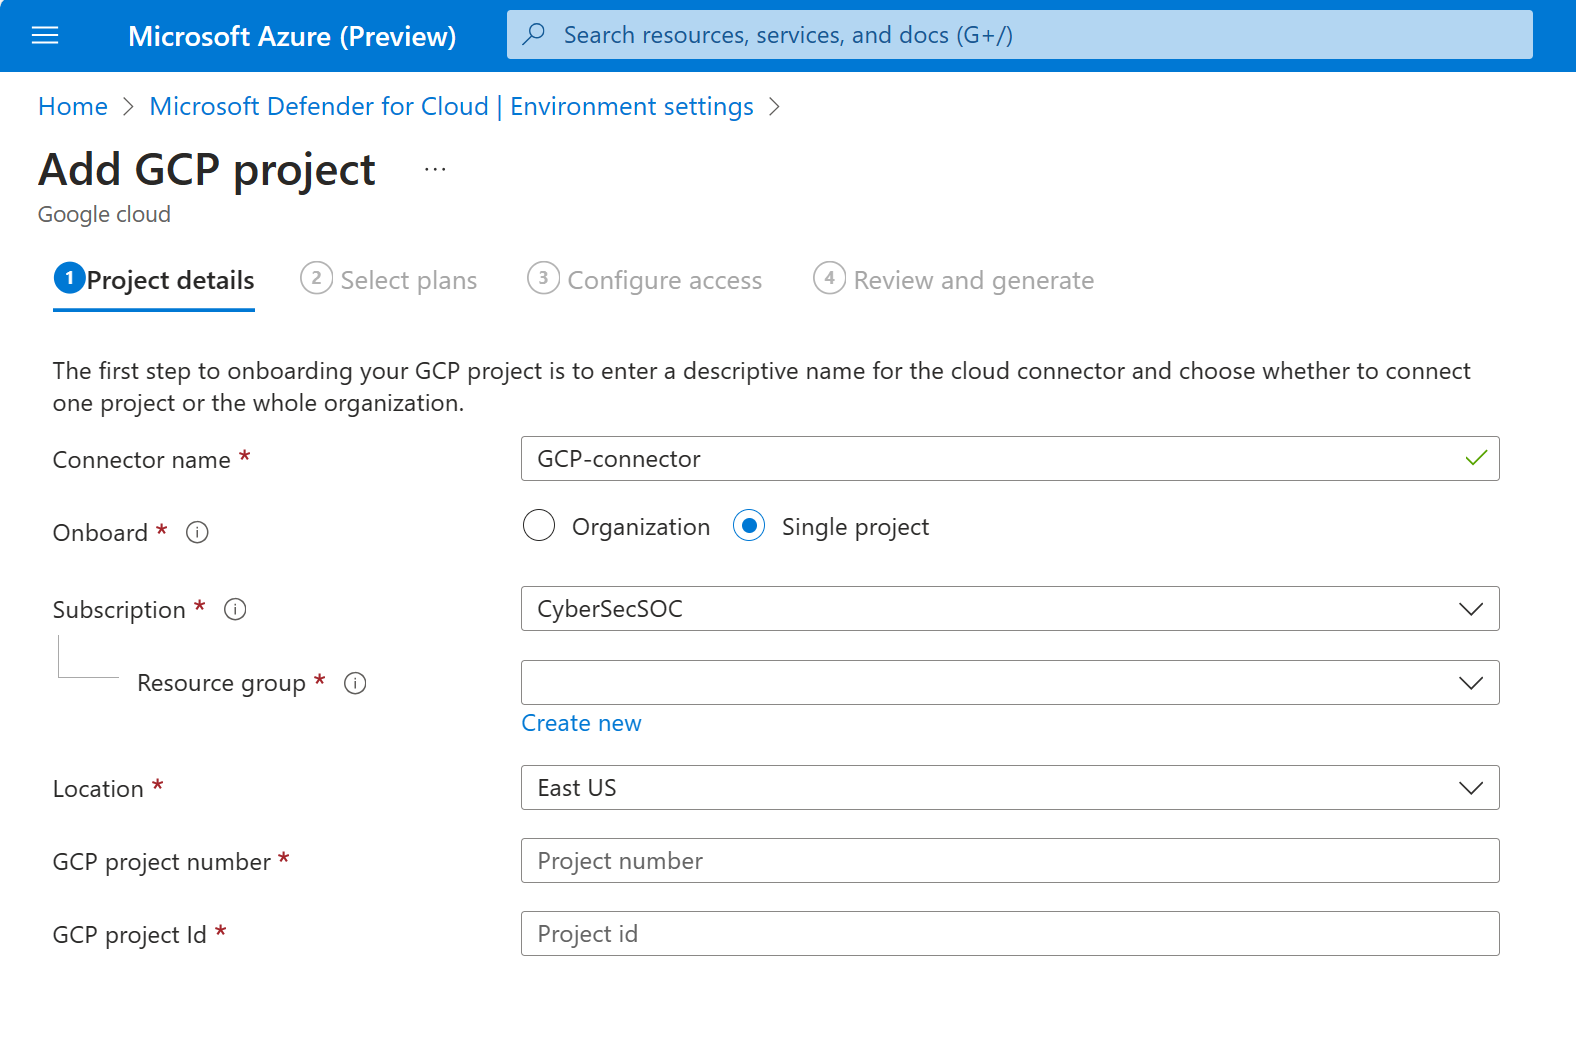 Microsoft Azure (Preview)
Search resources, services, and docs (G+/)
Home > Microsoft Defender for Cloud | Environment settings >
Add GCP project ...
Google cloud
1 Project details
2 Select plans
3 Configure access
4 Review and generate
The first step to onboarding your GCP project is to enter a descriptive name for the cloud connector and choose whether to connect
one project or the whole organization.
Connector name *
GCP-connector
Onboard *
Organization
Single project
Subscription *
CyberSecSOC
Resource group *
Create new
Location *
East US
GCP project number *
Project number
GCP project Id *
Project id